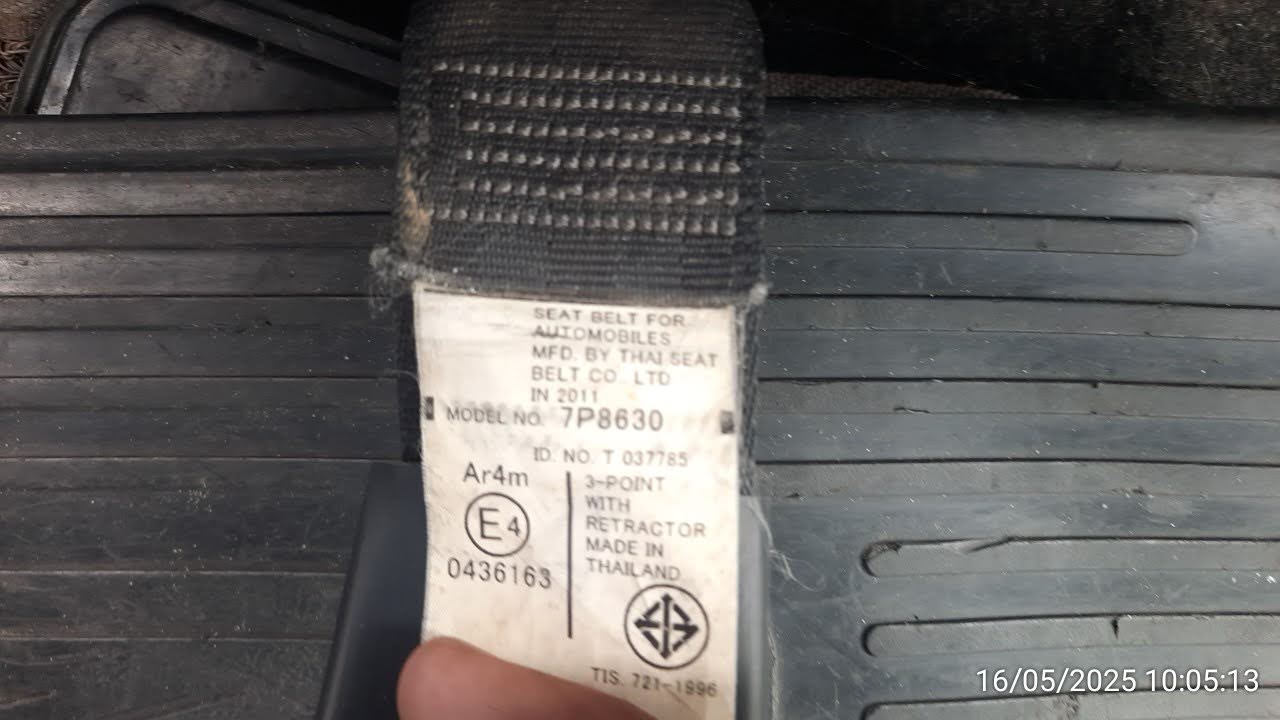 SEAT BELT FOR
AUTOMOBILES
MFD. BY THAI SEAT
BELT CO. LTD
IN 2011
MODEL NO. 7P8630
ID. NO. T 037785
Ar4m
E4
0436163
3-POINT
WITH
RETRACTOR
MADE IN
THAILAND
TIS. 721-1996
16/05/2025 10:05:13